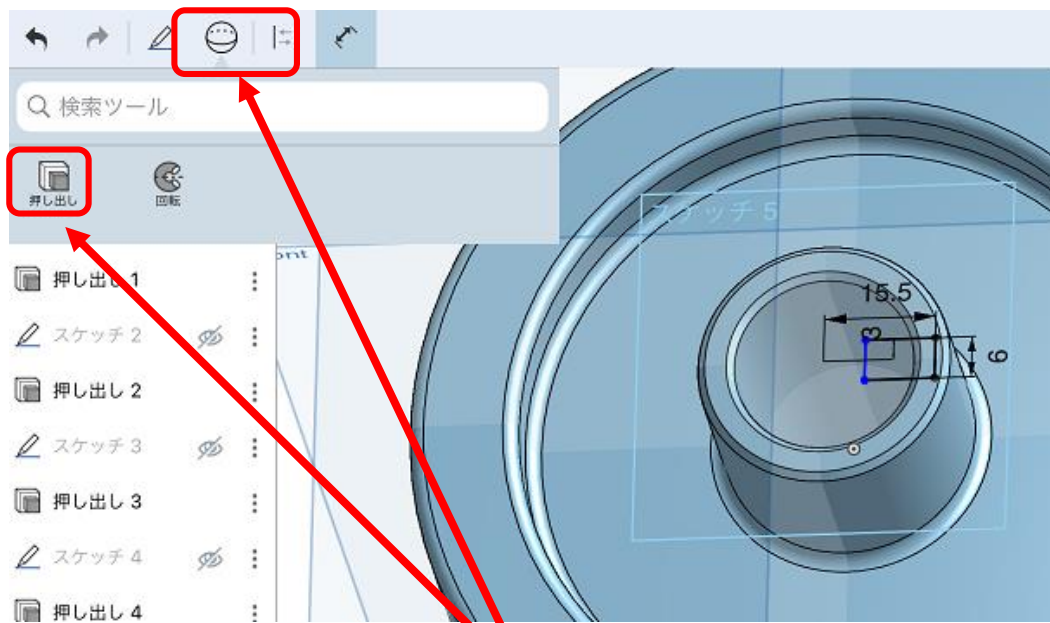 検索ツール
押し出し
回転
押し出し 1
スケッチ 2
押し出し 2
スケッチ 3
押し出し 3
スケッチ 4
押し出し 4
スケッチ 5
15.5
3
6